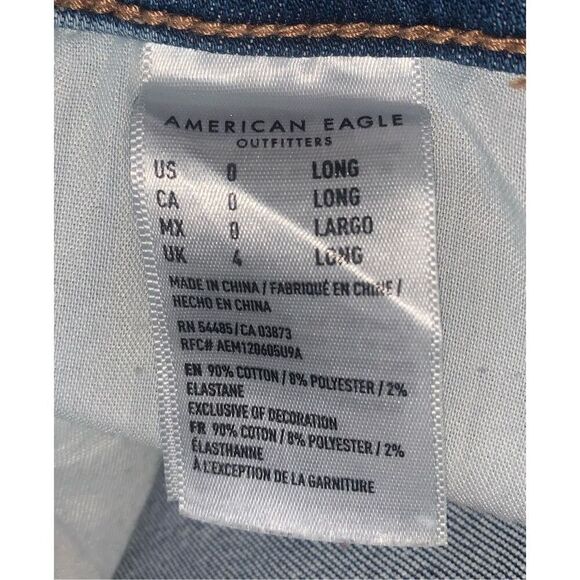 AMERICAN EAGLE
OUTFITTERS
US 0 LONG
CA 0 LONG
MX 0 LARGO
UK 4 LONG
MADE IN CHINA / FABRIQUÉ EN CHINE /
HECHO EN CHINA
RN 54485 / CA 03873
RFC# AEM120605U9A
EN 90% COTTON / 8% POLYESTER / 2%
ELASTANE
EXCLUSIVE OF DECORATION
FR 90% COTON / 8% POLYESTER / 2%
ÉLASTHANNE
À L'EXCEPTION DE LA GARNITURE